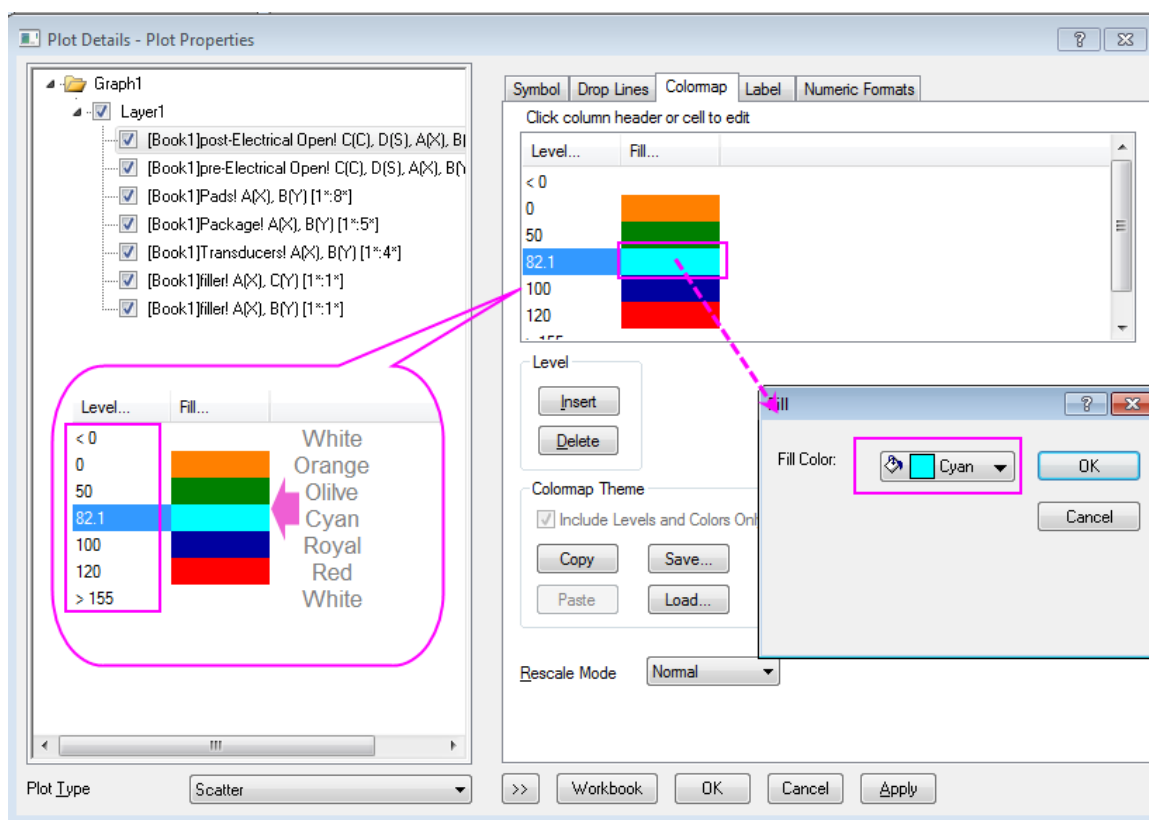 Plot Details - Plot Properties
Graph1
Layer1
[Book1]post-Electrical Open! C(C), D(S), A(X), B(
[Book1]pre-Electrical Open! C(C), D(S), A(X), B(Y
[Book1]Pads! A(X), B(Y) [1*:8*]
[Book1]Package! A(X), B(Y) [1*:5*]
[Book1]Transducers! A(X), B(Y) [1*:4*]
[Book1]filler! A(X), C(Y) [1*:1*]
[Book1]filler! A(X), B(Y) [1*:1*]
Level... Fill...
< 0 White
0 Orange
50 Olilve
82.1 Cyan
100 Royal
120 Red
> 155 White
Plot Type Scatter
Symbol Drop Lines Colormap Label Numeric Formats
Click column header or cell to edit
Level... Fill...
< 0
0
50
82.1
100
120
> 155
Level
Insert
Delete
Colormap Theme
Include Levels and Colors Onl
Copy Save...
Paste Load...
Rescale Mode Normal
Fill
Fill Color: Cyan OK
Cancel
>> Workbook OK Cancel Apply